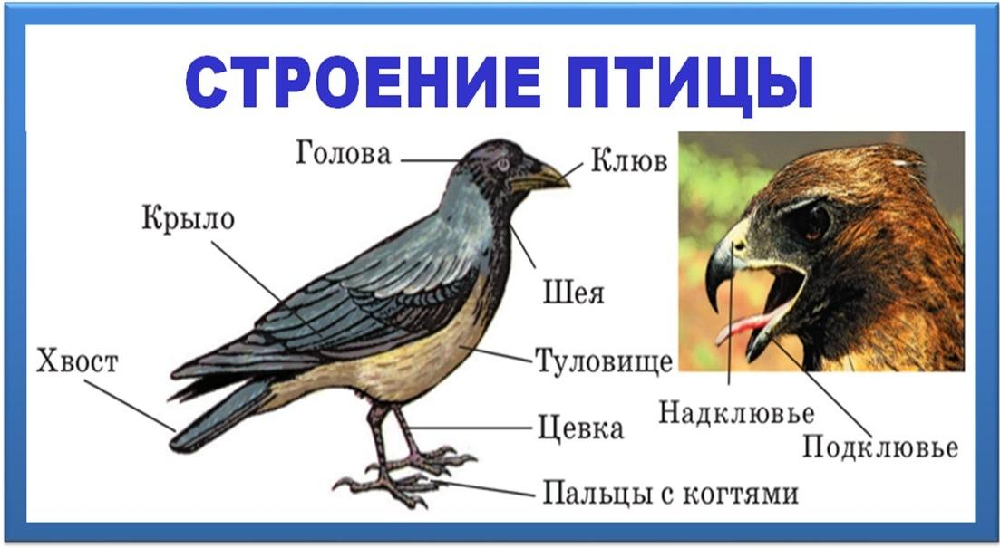 СТРОЕНИЕ ПТИЦЫ
Голова
Клюв
Крыло
Шея
Хвост
Туловище
Надклювье
Цевка
Подклювье
Пальцы с когтями